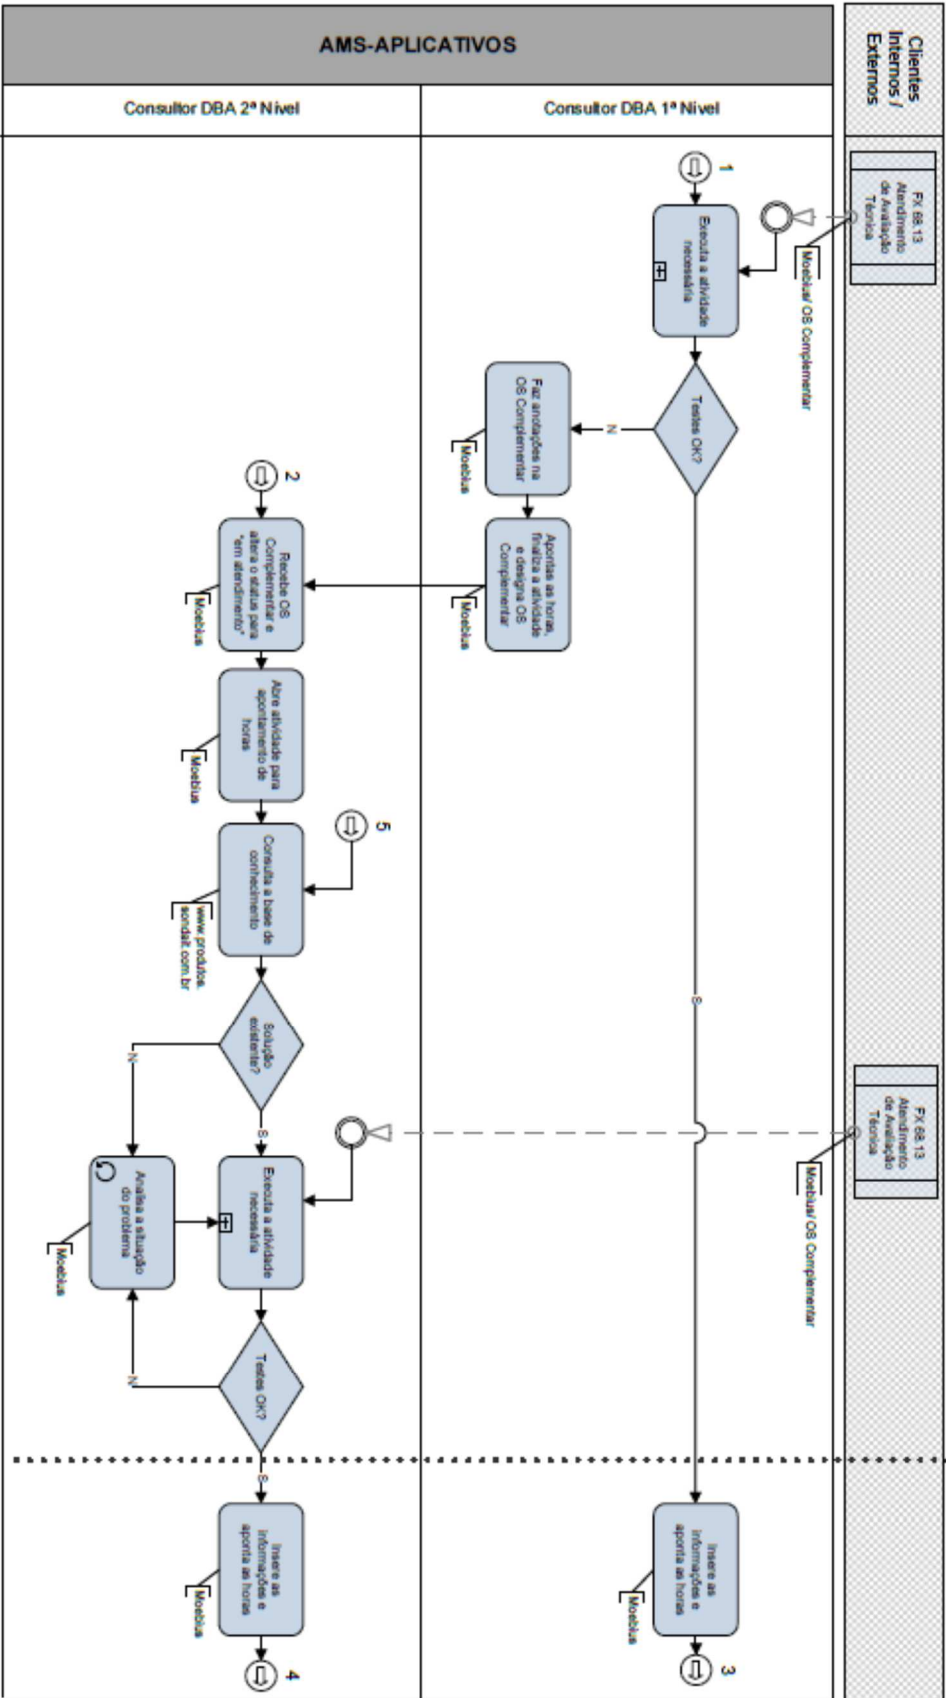 AMS-APLICATIVOS
Clientes
Internos /
Externos
Consultor DBA 1º Nível
Consultor DBA 2º Nível
FX 68.13
Atendimento
de Avaliação
Técnica
Moebius/ OS Complementar
1
Executa a atividade
necessária
Testes OK?
N
S
Faz anotações na
OS Complementar
Moebius
Apontas as horas,
finaliza a atividade
e designa OS
Complementar
Moebius
FX 68.13
Atendimento
de Avaliação
Técnica
Moebius/ OS Complementar
Insere as
informações e
aponta as horas
Moebius
3
2
Recebe OS
Complementar e
altera o status para
"em atendimento"
Moebius
Abre atividade para
apontamento de
horas
Moebius
5
Consulta a base de
conhecimento
www.produtos.
sondait.com.br
Solução
existente?
N
S
Executa a atividade
necessária
Analisa a situação
do problema
Moebius
Testes OK?
N
S
Insere as
informações e
aponta as horas
Moebius
4